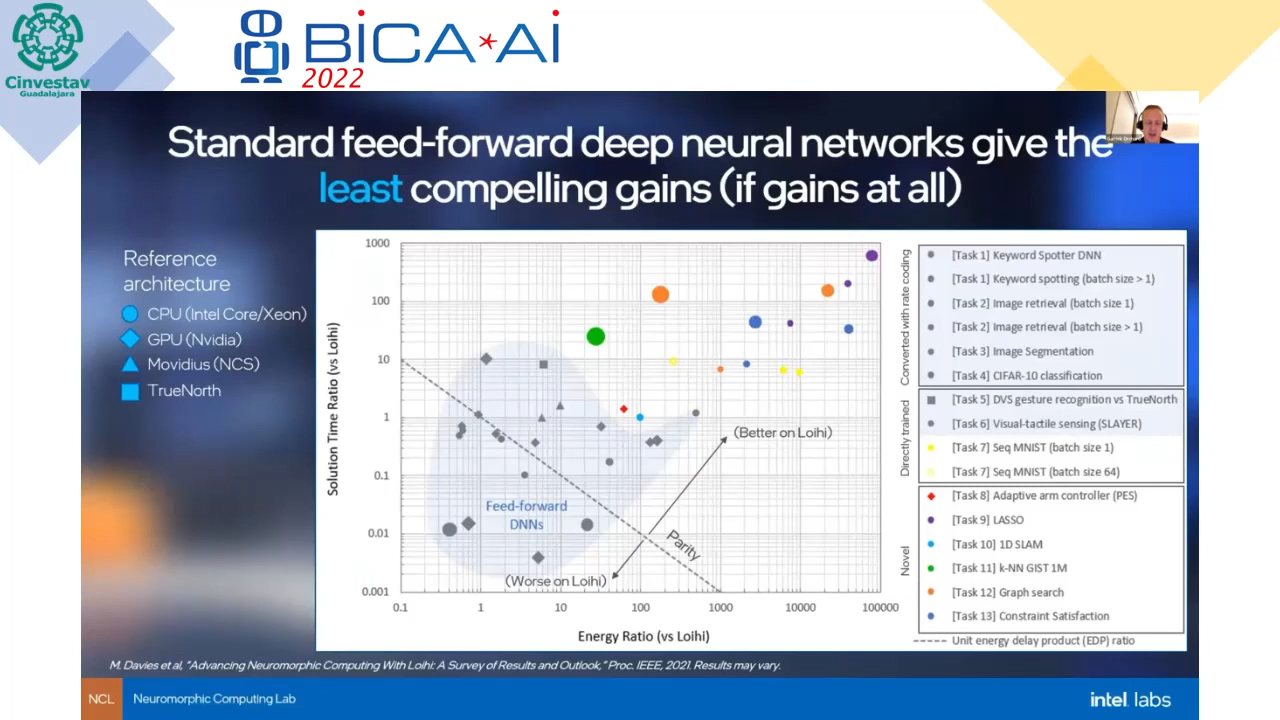 Cinvestav
Guadalajara
BiCA*Ai
2022
Standard feed-forward deep neural networks give the
least compelling gains (if gains at all)
Reference
architecture
CPU (Intel Core/Xeon)
GPU (Nvidia)
Movidius (NCS)
TrueNorth
Solution Time Ratio (vs Loihi)
1000
100
10
1
0.1
0.01
0.001
0.1
1
10
100
1000
10000
100000
Energy Ratio (vs Loihi)
Feed-forward
DNNs
(Better on Loihi)
(Worse on Loihi)
Parity
Converted with rate coding
[Task 1] Keyword Spotter DNN
[Task 1] Keyword spotting (batch size > 1)
[Task 2] Image retrieval (batch size 1)
[Task 2] Image retrieval (batch size > 1)
[Task 3] Image Segmentation
[Task 4] CIFAR-10 classification
Directly trained
[Task 5] DVS gesture recognition vs TrueNorth
[Task 6] Visual-tactile sensing (SLAYER)
[Task 7] Seq MNIST (batch size 1)
[Task 7] Seq MNIST (batch size 64)
Novel
[Task 8] Adaptive arm controller (PES)
[Task 9] LASSO
[Task 10] 1D SLAM
[Task 11] k-NN GIST 1M
[Task 12] Graph search
[Task 13] Constraint Satisfaction
Unit energy delay product (EDP) ratio
M. Davies et al, "Advancing Neuromorphic Computing With Loihi: A Survey of Results and Outlook," Proc. IEEE, 2021. Results may vary.
NCL
Neuromorphic Computing Lab
intel labs